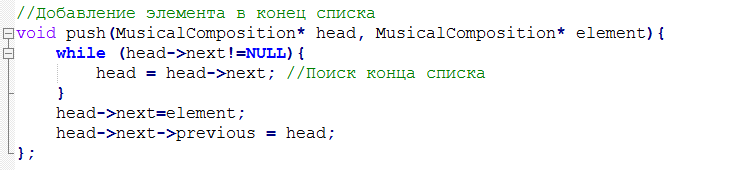 //Добавление элемента в конец списка
void push(MusicalComposition* head, MusicalComposition* element){
    while (head->next!=NULL){
        head = head->next; //Поиск конца списка
    }
    head->next=element;
    head->next->previous = head;
};